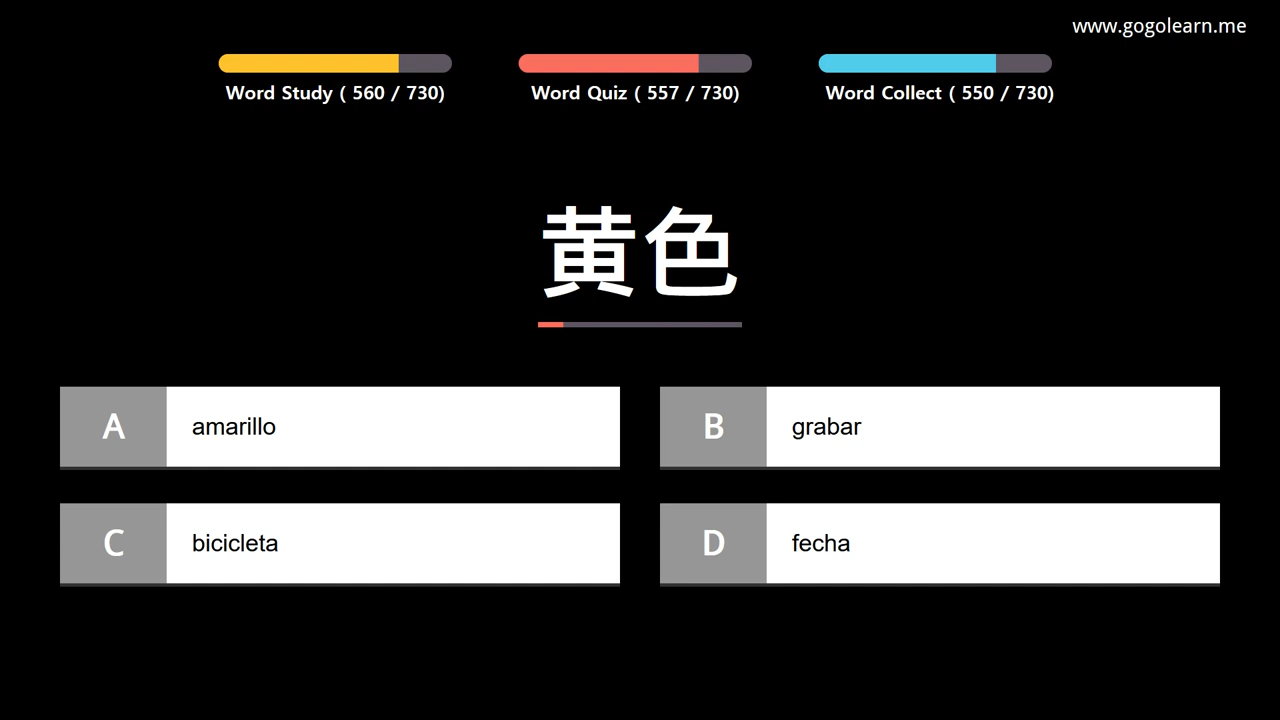 www.gogolearn.me
Word Study ( 560 / 730)
Word Quiz ( 557 / 730)
Word Collect ( 550 / 730)
黄色
A amarillo
B grabar
C bicicleta
D fecha